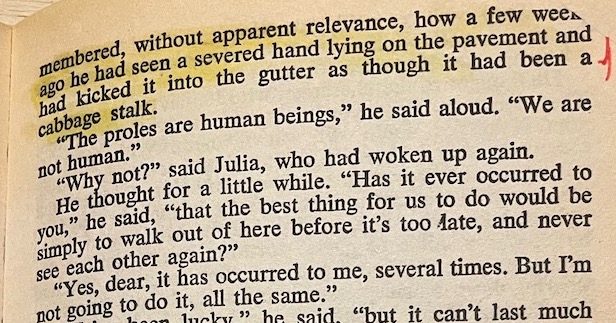 membered, without apparent relevance, how a few week
ago he had seen a severed hand lying on the pavement and
had kicked it into the gutter as though it had been a
cabbage stalk.
“The proles are human beings,” he said aloud. “We are
not human.”
“Why not?” said Julia, who had woken up again.
He thought for a little while. “Has it ever occurred to
you,” he said, “that the best thing for us to do would be
simply to walk out of here before it’s too late, and never
see each other again?”
“Yes, dear, it has occurred to me, several times. But I’m
not going to do it, all the same.”
been lucky,” he said, “but it can’t last much